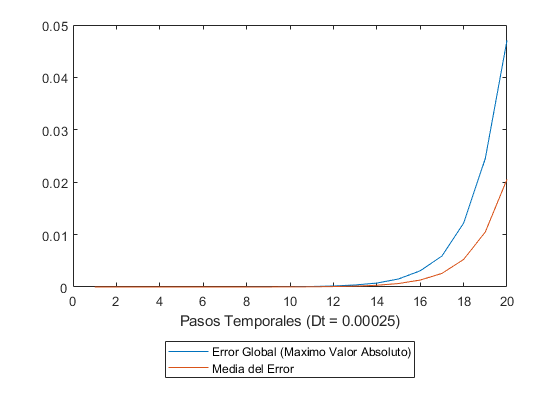 0.05
0.04
0.03
0.02
0.01
0
0 2 4 6 8 10 12 14 16 18 20
Pasos Temporales (Dt = 0.00025)
Error Global (Maximo Valor Absoluto)
Media del Error